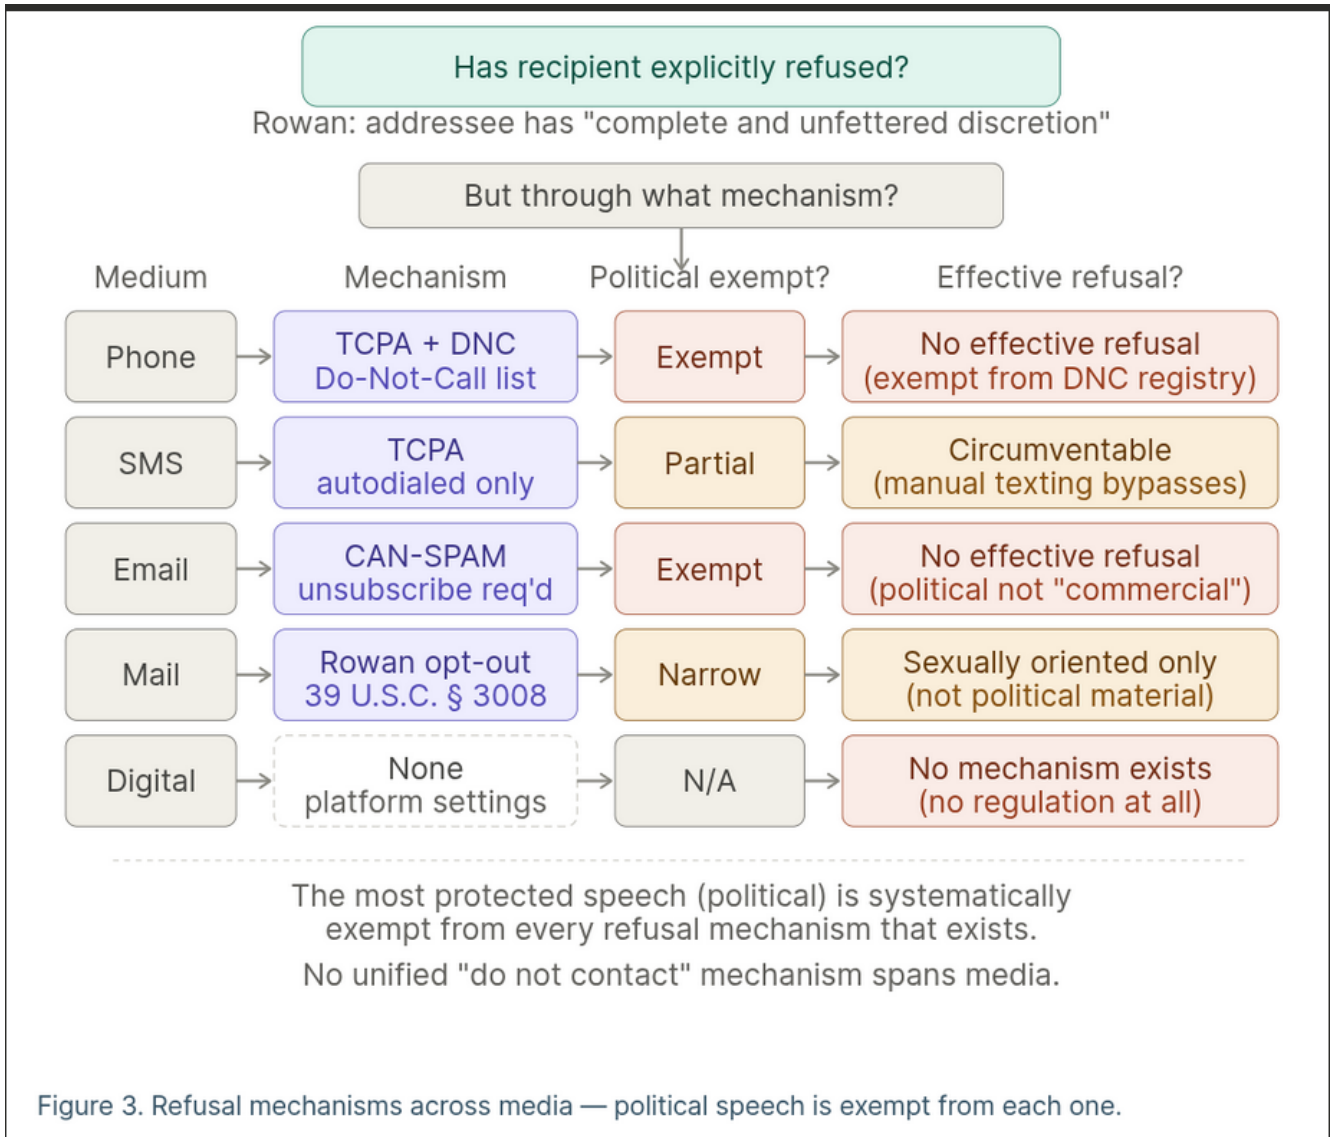 Has recipient explicitly refused?
Rowan: addressee has "complete and unfettered discretion"
But through what mechanism?
Medium
Mechanism
Political exempt?
Effective refusal?
Phone
TCPA + DNC
Do-Not-Call list
Exempt
No effective refusal
(exempt from DNC registry)
SMS
TCPA
autodialed only
Partial
Circumventable
(manual texting bypasses)
Email
CAN-SPAM
unsubscribe req'd
Exempt
No effective refusal
(political not "commercial")
Mail
Rowan opt-out
39 U.S.C. § 3008
Narrow
Sexually oriented only
(not political material)
Digital
None
platform settings
N/A
No mechanism exists
(no regulation at all)
The most protected speech (political) is systematically
exempt from every refusal mechanism that exists.
No unified "do not contact" mechanism spans media.
Figure 3. Refusal mechanisms across media — political speech is exempt from each one.